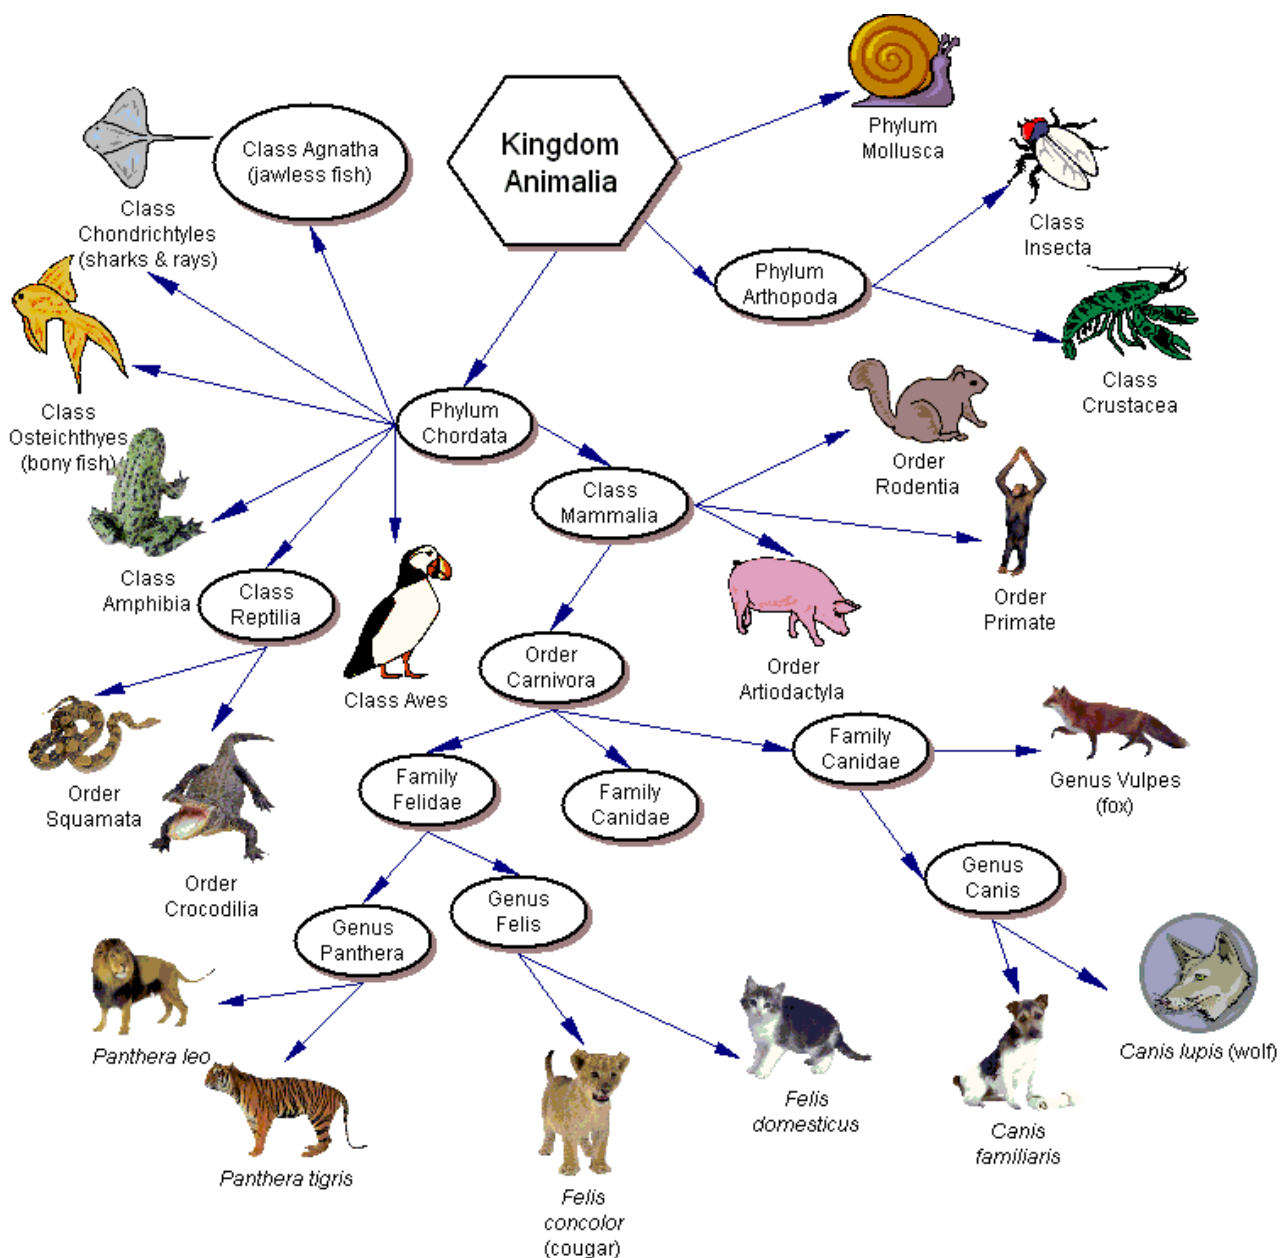 Kingdom
Animalia
Phylum
Mollusca
Class
Insecta
Phylum
Arthopoda
Class
Crustacea
Class Agnatha
(jawless fish)
Class
Chondrichtyles
(sharks & rays)
Class
Osteichthyes
(bony fish)
Phylum
Chordata
Class
Amphibia
Class
Reptilia
Class Aves
Class
Mammalia
Order
Rodentia
Order
Primate
Order
Artiodactyla
Order
Carnivora
Order
Squamata
Order
Crocodilia
Family
Felidae
Family
Canidae
Family
Canidae
Genus Vulpes
(fox)
Genus
Canis
Genus
Panthera
Genus
Felis
Panthera leo
Panthera tigris
Felis
concolor
(cougar)
Felis
domesticus
Canis
familiaris
Canis lupis (wolf)